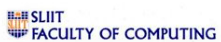 SLIIT
FACULTY OF COMPUTING